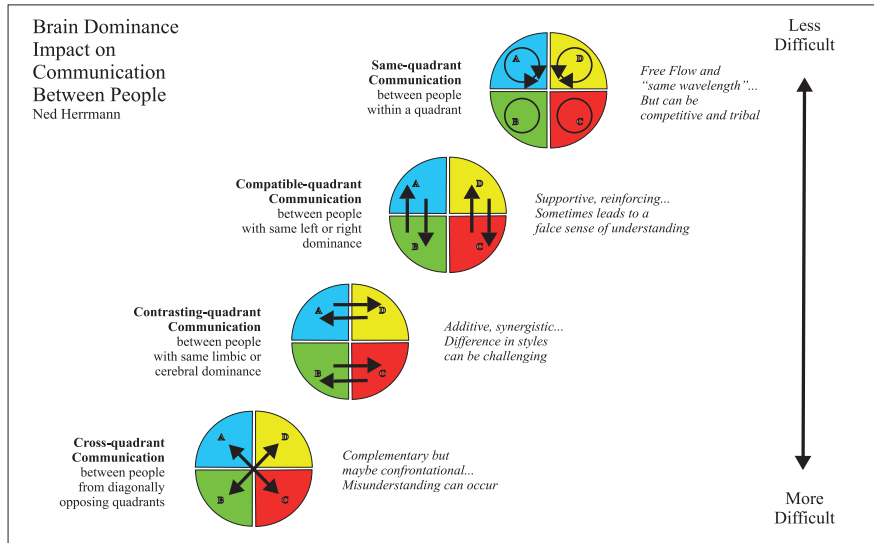 Brain Dominance
Impact on
Communication
Between People
Ned Herrmann
Less
Difficult
Same-quadrant
Communication
between people
within a quadrant
A
D
B
C
Free Flow and
“same wavelength”...
But can be
competitive and tribal
Compatible-quadrant
Communication
between people
with same left or right
dominance
A
D
B
C
Supportive, reinforcing...
Sometimes leads to a
falce sense of understanding
Contrasting-quadrant
Communication
between people
with same limbic or
cerebral dominance
A
D
B
C
Additive, synergistic...
Difference in styles
can be challenging
Cross-quadrant
Communication
between people
from diagonally
opposing quadrants
A
D
B
C
Complementary but
maybe confrontational...
Misunderstanding can occur
More
Difficult